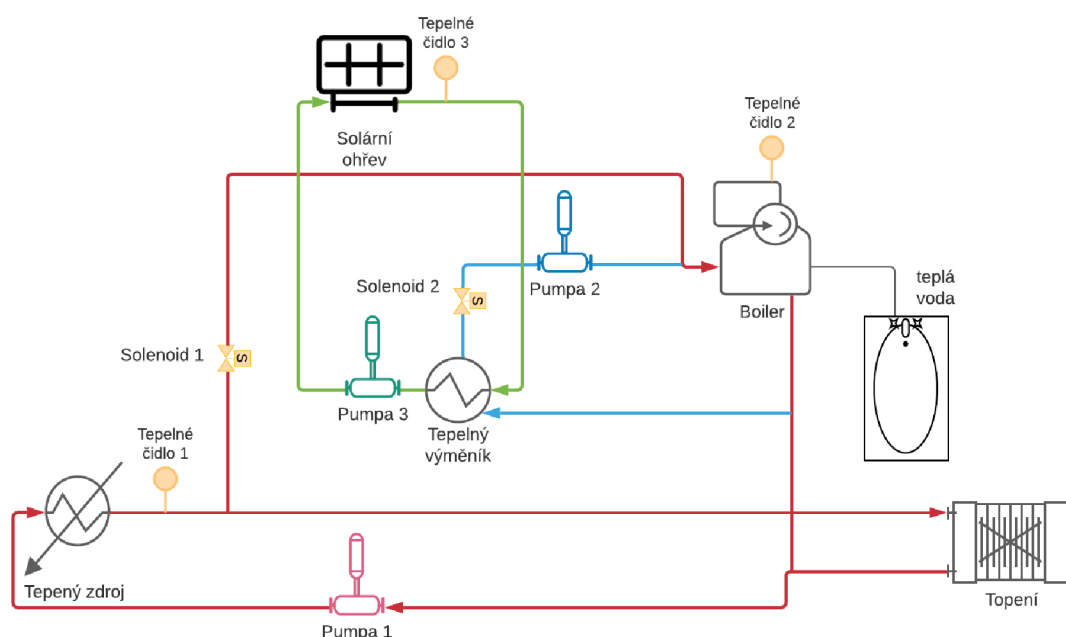 Tepelné
čidlo 3
Solární
ohřev
Tepelné
čidlo 2
Solenoid 2
S
Pumpa 2
Boiler
teplá
voda
Solenoid 1
S
Pumpa 3
Tepelný
výměník
Tepelné
čidlo 1
Tepený zdroj
Pumpa 1
Topení